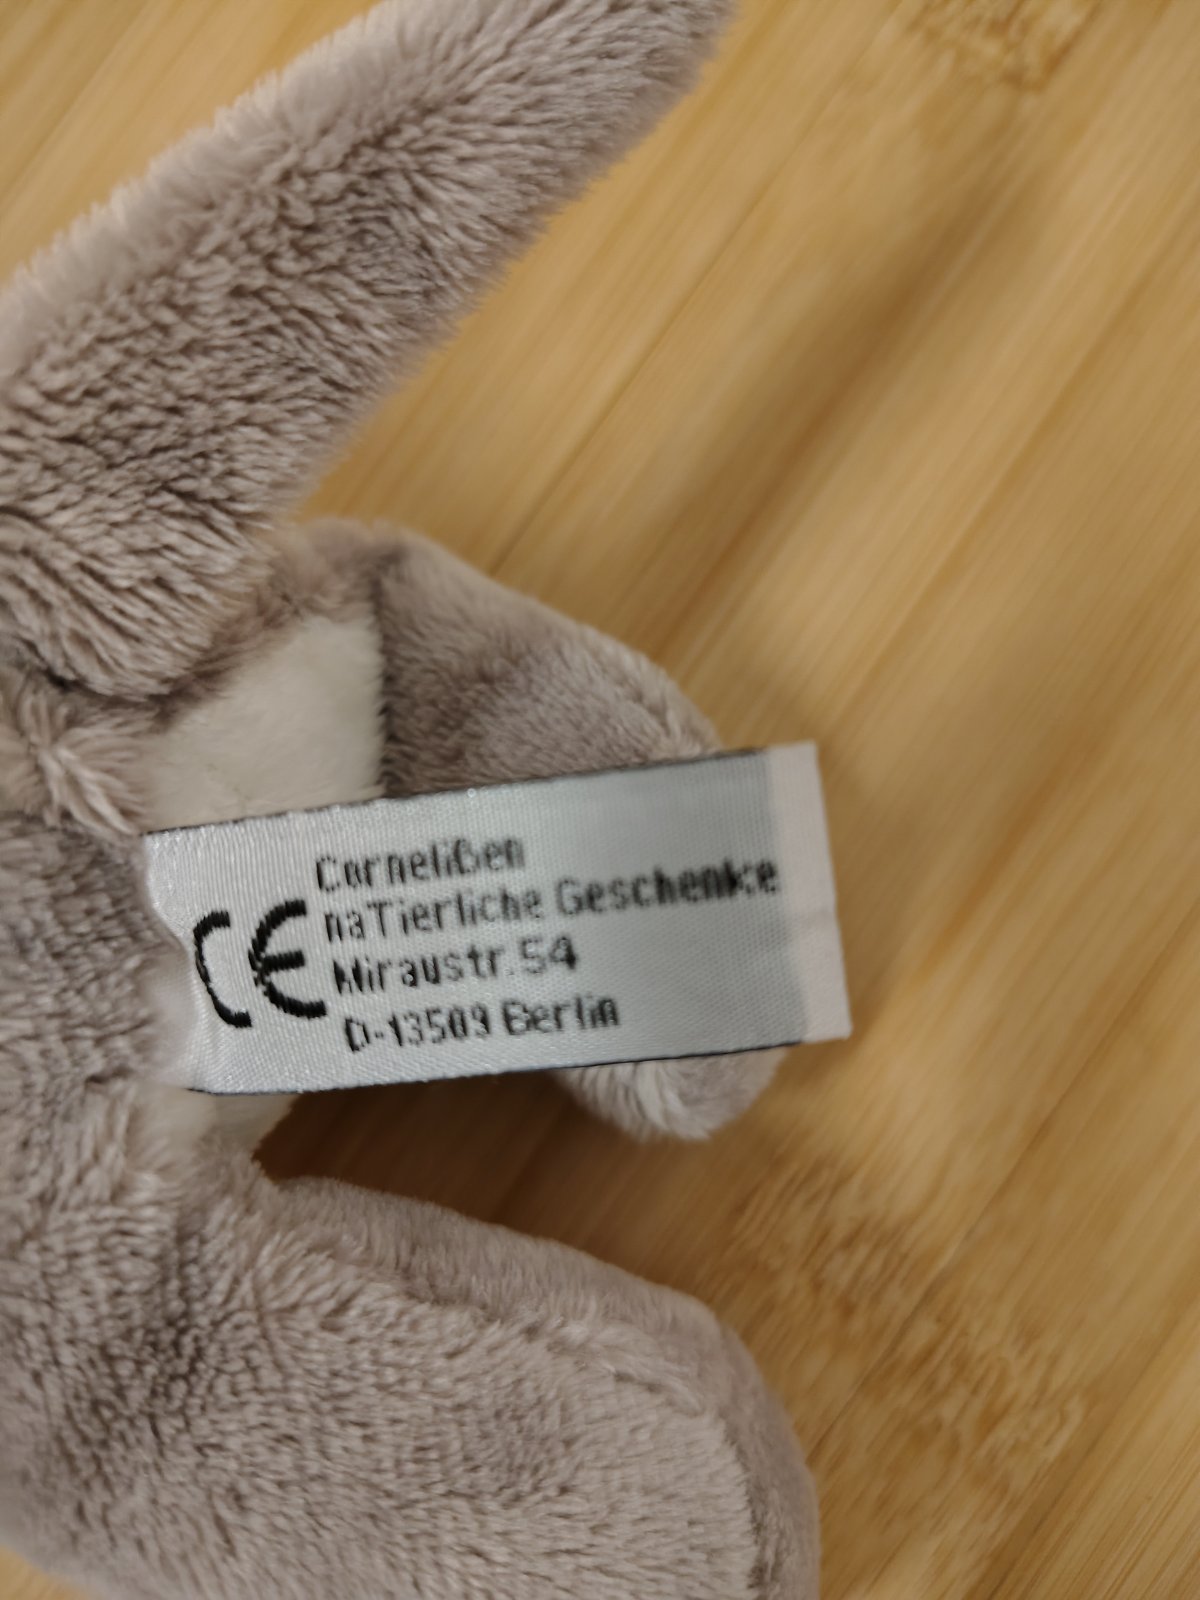 CE
Cornelißen
naTierliche Geschenke
Miraustr.54
D-13509 Berlin